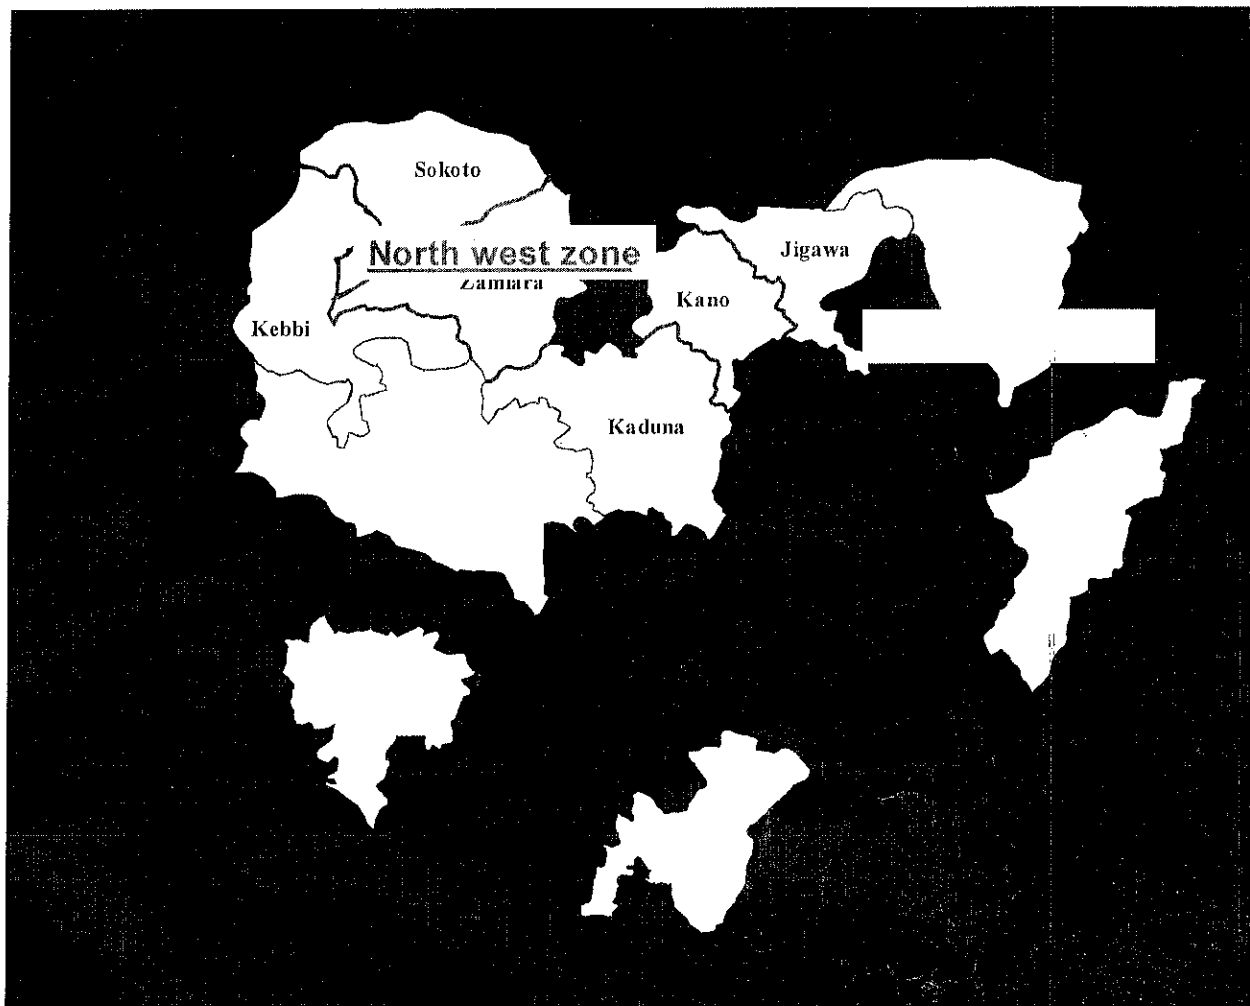 Sokoto
North west zone
Jigawa
Zamfara
Kano
Kebbi
Kaduna